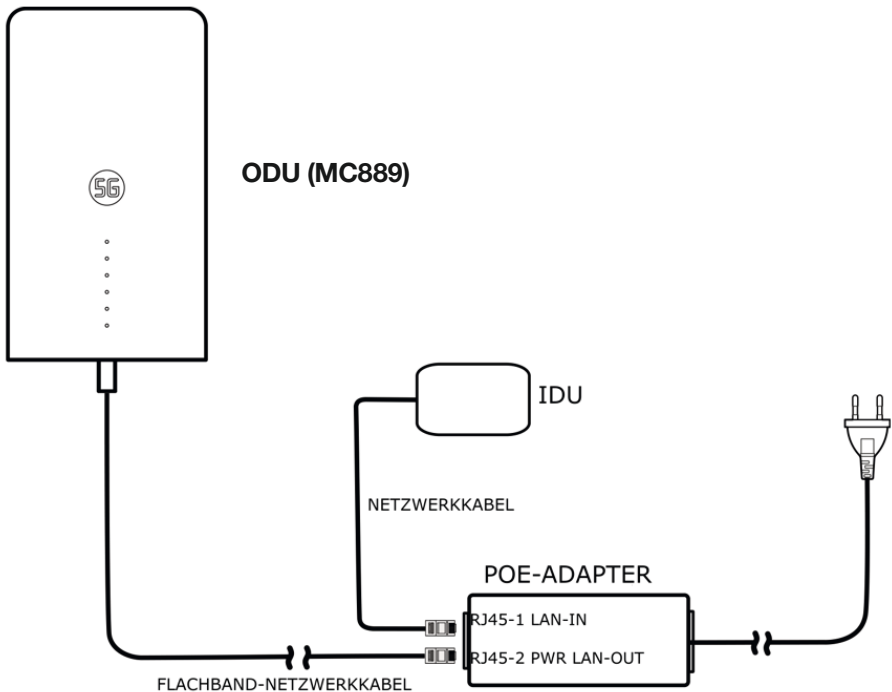 5G
ODU (MC889)
IDU
NETZWERKKABEL
POE-ADAPTER
RJ45-1 LAN-IN
RJ45-2 PWR LAN-OUT
FLACHBAND-NETZWERKKABEL